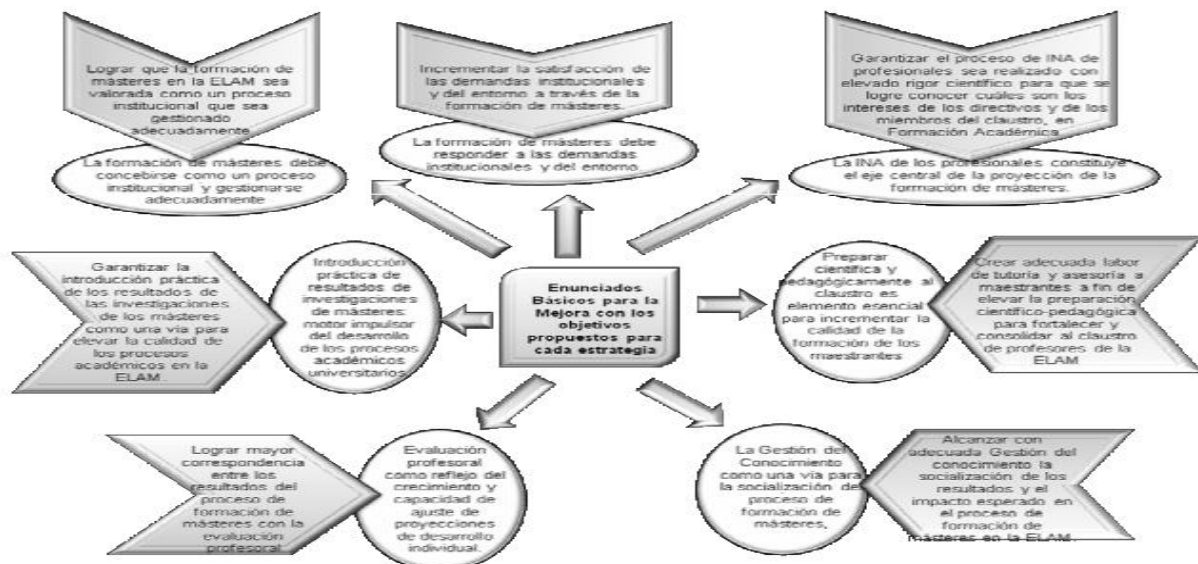 Lograr que la formación de
másteres en la ELAM sea
valorada como un proceso
institucional que sea
gestionado
adecuadamente
La formación de másteres debe
concebirse como un proceso
institucional y gestionarse
adecuadamente
Incrementar la satisfacción de
las demandas institucionales
y del entorno a través de la
formación de másteres.
La formación de másteres debe
responder a las demandas
institucionales y del entorno.
Garantizar el proceso de INA de
profesionales sea realizado con
elevado rigor científico para que se
logre conocer cuáles son los
intereses de los directivos y de los
miembros del claustro, en
Formación Académica
La INA de los profesionales constituye
el eje central de la proyección de la
formación de másteres.
Garantizar la
introducción práctica
de los resultados de
las investigaciones
de los másteres
como una vía para
elevar la calidad de
los procesos
académicos en la
ELAM.
Introducción
práctica de
resultados de
investigaciones
de másteres:
motor impulsor
del desarrollo
de los procesos
académicos
universitarios
Enunciados
Básicos para la
Mejora con los
objetivos
propuestos para
cada estrategia
Preparar
científica y
pedagógicamente al
claustro es
elemento esencial
para incrementar la
calidad de la
formación de los
maestrantes
Crear adecuada labor
de tutoría y asesoría a
maestrantes a fin de
elevar la preparación
científico-pedagógica
para fortalecer y
consolidar al claustro
de profesores de la
ELAM
Lograr mayor
correspondencia
entre los
resultados del
proceso de
formación de
másteres con la
evaluación
profesoral
Evaluación
profesoral
como reflejo del
crecimiento y
capacidad de
ajuste de
proyecciones
de desarrollo
individual.
La Gestión del
Conocimiento
como una vía para
la socialización del
proceso de
formación de
másteres.
Alcanzar con
adecuada Gestión del
conocimiento la
socialización de los
resultados y el
impacto esperado en
el proceso de
formación de
másteres en la ELAM.